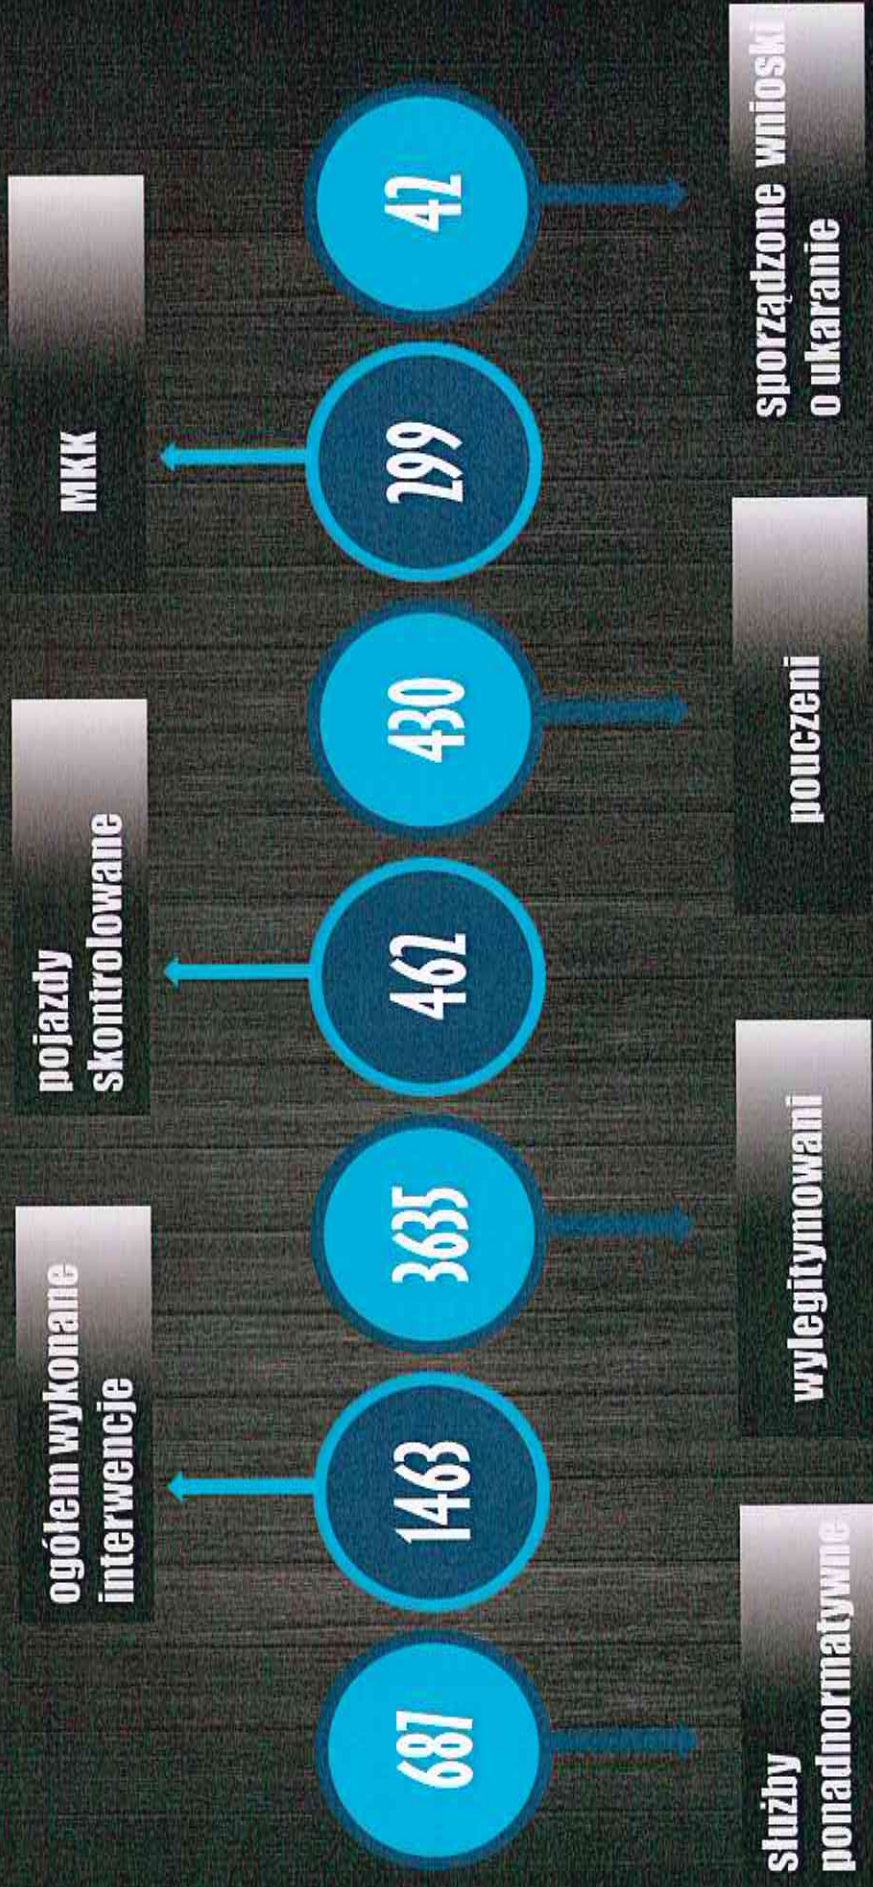 ogółem wykonane
interwencje
pojazdy
skontrolowane
MKK
687
1463
3635
462
430
299
42
służby
ponadnormatywne
wylegitymowani
pouczeni
sporządzone wnioski
o ukaranie